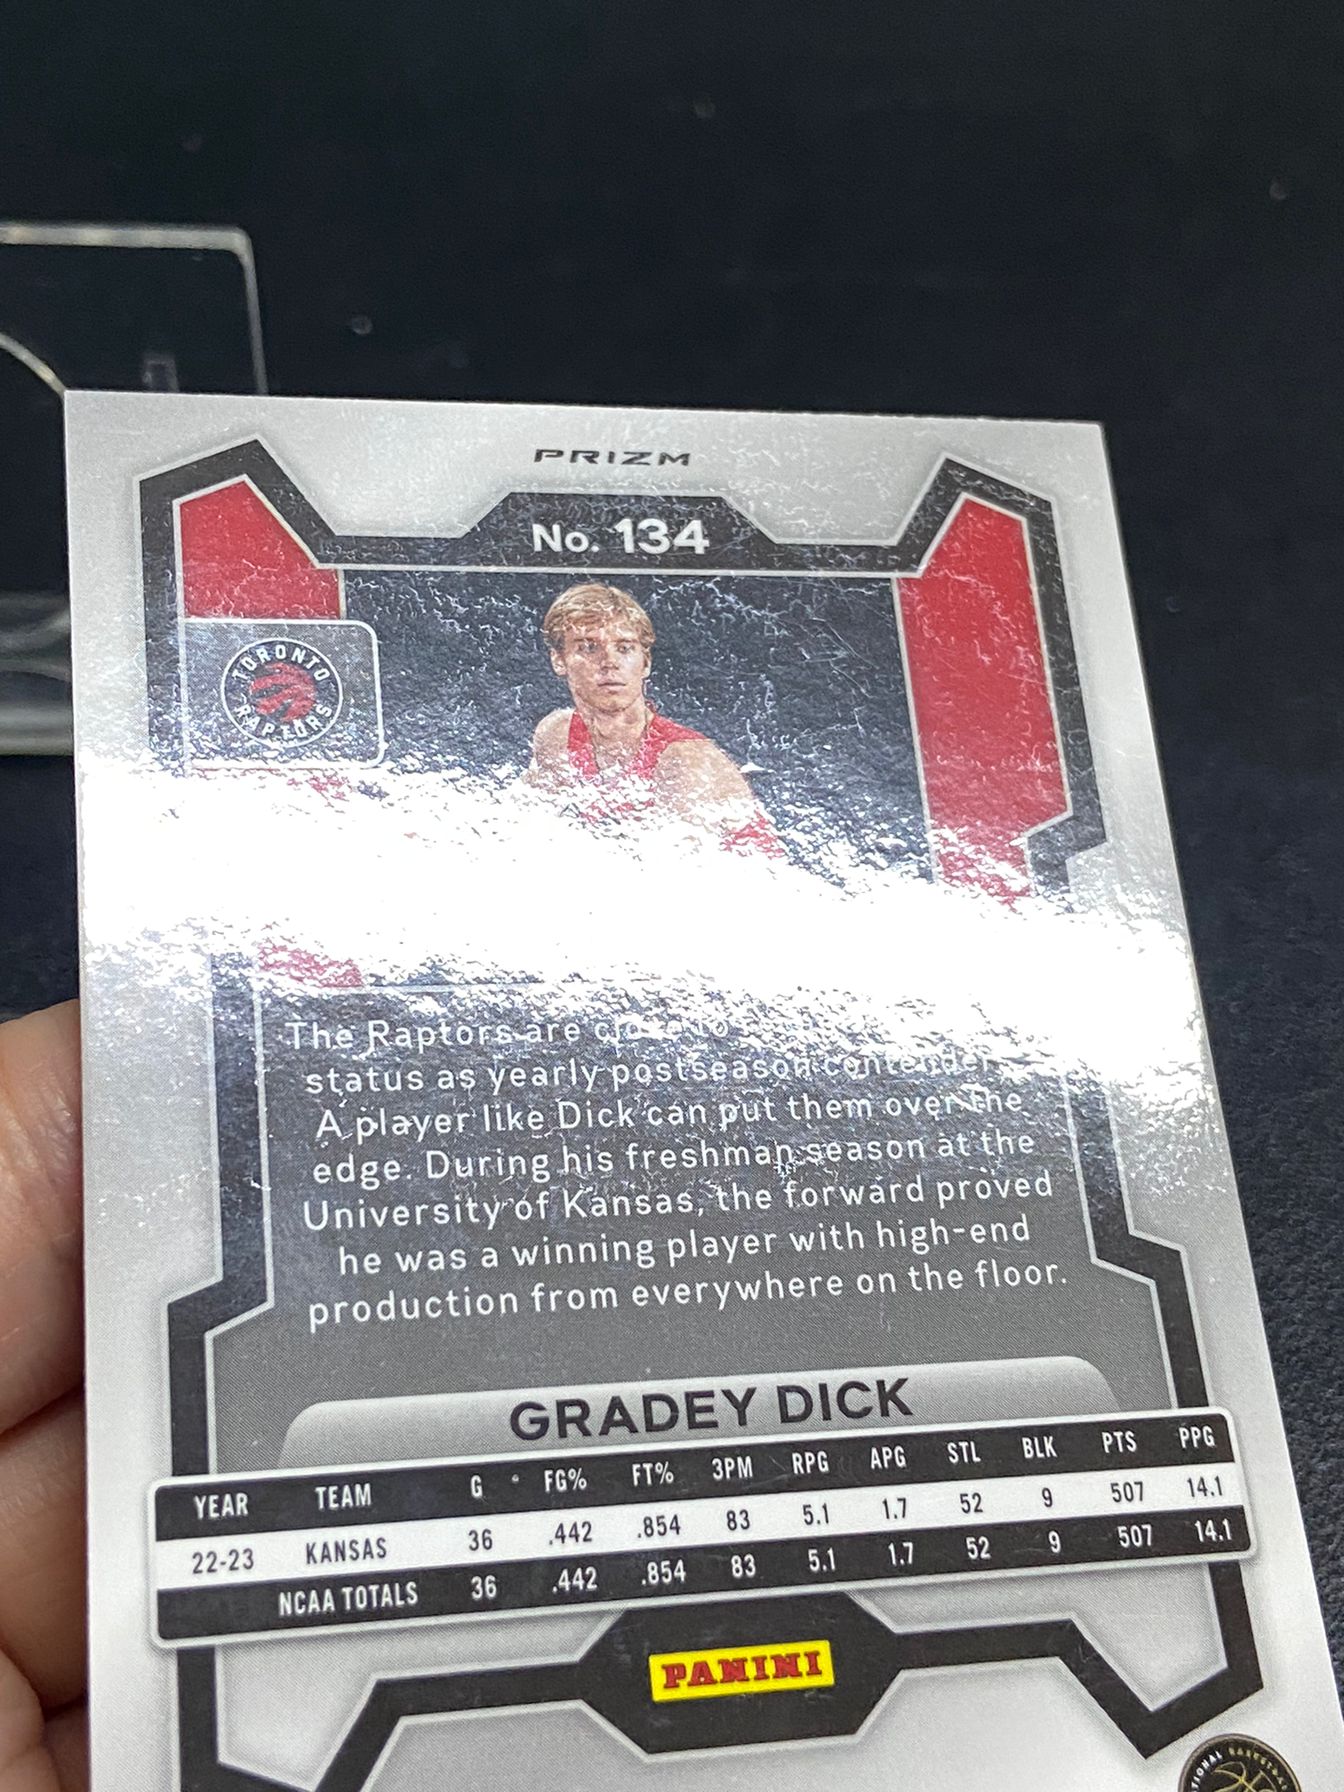 PRIZM
No. 134
TORONTO
RAPTORS
The Raptors are close to
status as yearly postseason contenders.
A player like Dick can put them over the
edge. During his freshman season at the
University of Kansas, the forward proved
he was a winning player with high-end
production from everywhere on the floor.
GRADEY DICK
YEAR TEAM G FG% FT% 3PM RPG APG STL BLK PTS PPG
22-23 KANSAS 36 .442 .854 83 5.1 1.7 52 9 507 14.1
NCAA TOTALS 36 .442 .854 83 5.1 1.7 52 9 507 14.1
PANINI